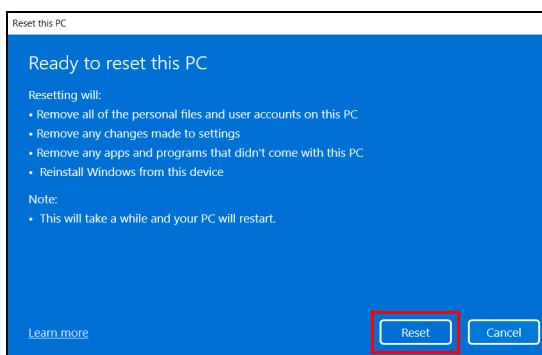 Reset this PC
Ready to reset this PC
Resetting will:
• Remove all of the personal files and user accounts on this PC
• Remove any changes made to settings
• Remove any apps and programs that didn't come with this PC
• Reinstall Windows from this device
Note:
• This will take a while and your PC will restart.
Learn more
Reset
Cancel